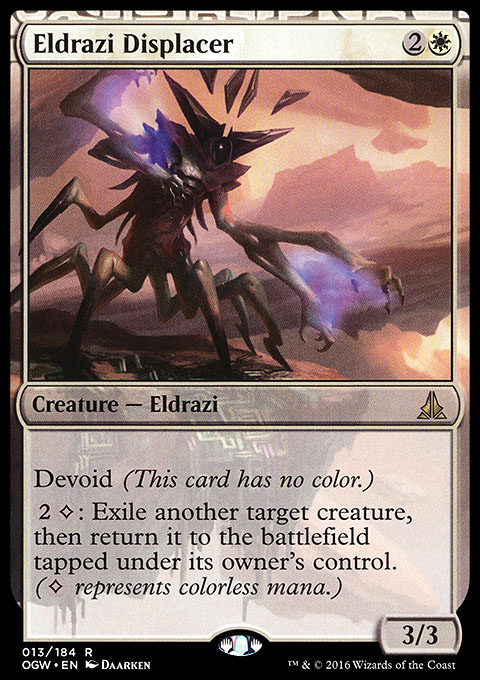 Eldrazi Displacer 2
Creature — Eldrazi
Devoid (This card has no color.)
2 ◇: Exile another target creature,
then return it to the battlefield
tapped under its owner's control.
(◇ represents colorless mana.)
3/3
013/184 R
OGW • EN DAARKEN
™ & © 2016 Wizards of the Coast